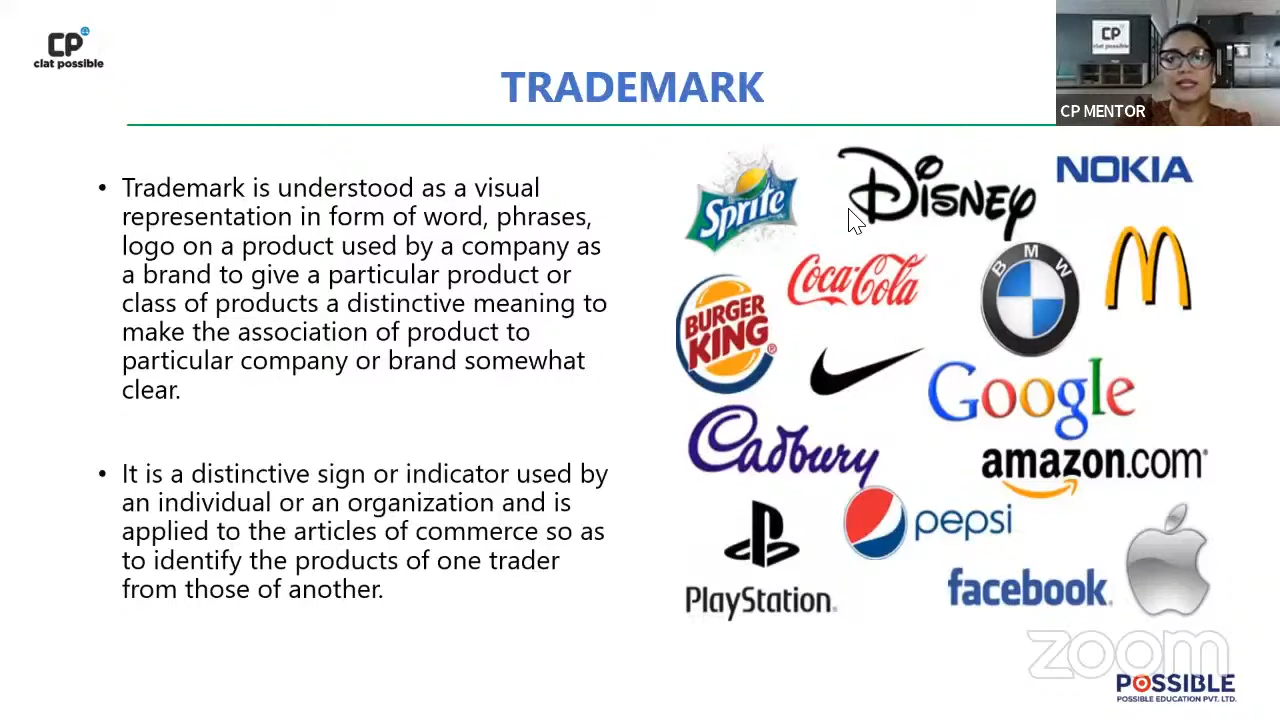 CP
clat possible
TRADEMARK
CP
clat possible
CP MENTOR
• Trademark is understood as a visual
representation in form of word, phrases,
logo on a product used by a company as
a brand to give a particular product or
class of products a distinctive meaning to
make the association of product to
particular company or brand somewhat
clear.
• It is a distinctive sign or indicator used by
an individual or an organization and is
applied to the articles of commerce so as
to identify the products of one trader
from those of another.
Sprite
Disney
NOKIA
Coca-Cola
BMW
BURGER
KING®
Google
Cadbury
amazon.com
pepsi
PlayStation
facebook
zoom
POSSIBLE
POSSIBLE EDUCATION PVT. LTD.